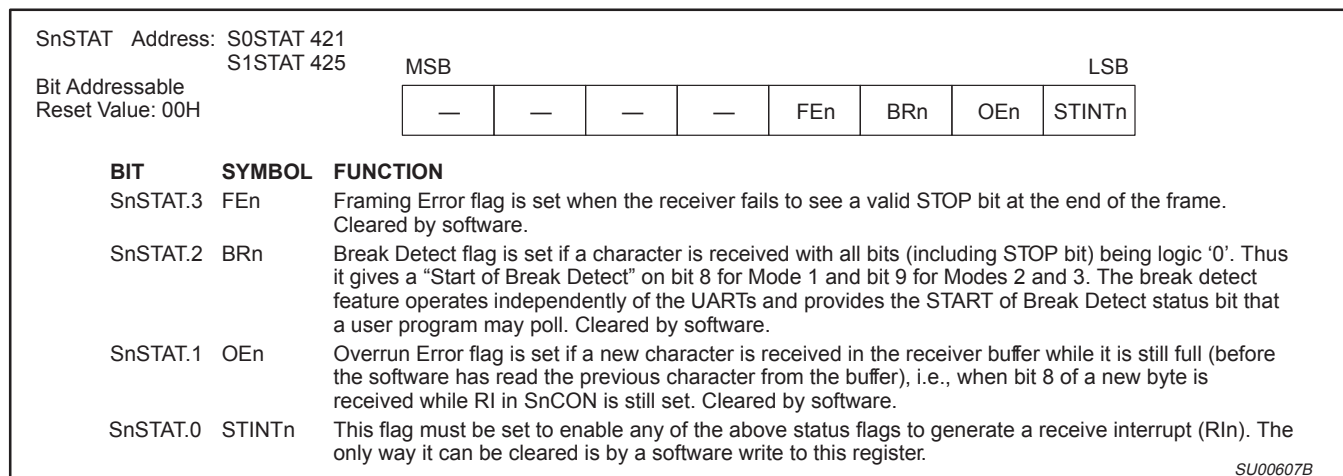 SnSTAT Address: S0STAT 421
S1STAT 425
MSB LSB
Bit Addressable
Reset Value: 00H
— — — — FEn BRn OEn STINTn
BIT SYMBOL FUNCTION
SnSTAT.3 FEn Framing Error flag is set when the receiver fails to see a valid STOP bit at the end of the frame.
Cleared by software.
SnSTAT.2 BRn Break Detect flag is set if a character is received with all bits (including STOP bit) being logic ‘0’. Thus
it gives a “Start of Break Detect” on bit 8 for Mode 1 and bit 9 for Modes 2 and 3. The break detect
feature operates independently of the UARTs and provides the START of Break Detect status bit that
a user program may poll. Cleared by software.
SnSTAT.1 OEn Overrun Error flag is set if a new character is received in the receiver buffer while it is still full (before
the software has read the previous character from the buffer), i.e., when bit 8 of a new byte is
received while RI in SnCON is still set. Cleared by software.
SnSTAT.0 STINTn This flag must be set to enable any of the above status flags to generate a receive interrupt (RIn). The
only way it can be cleared is by a software write to this register.
SU00607B